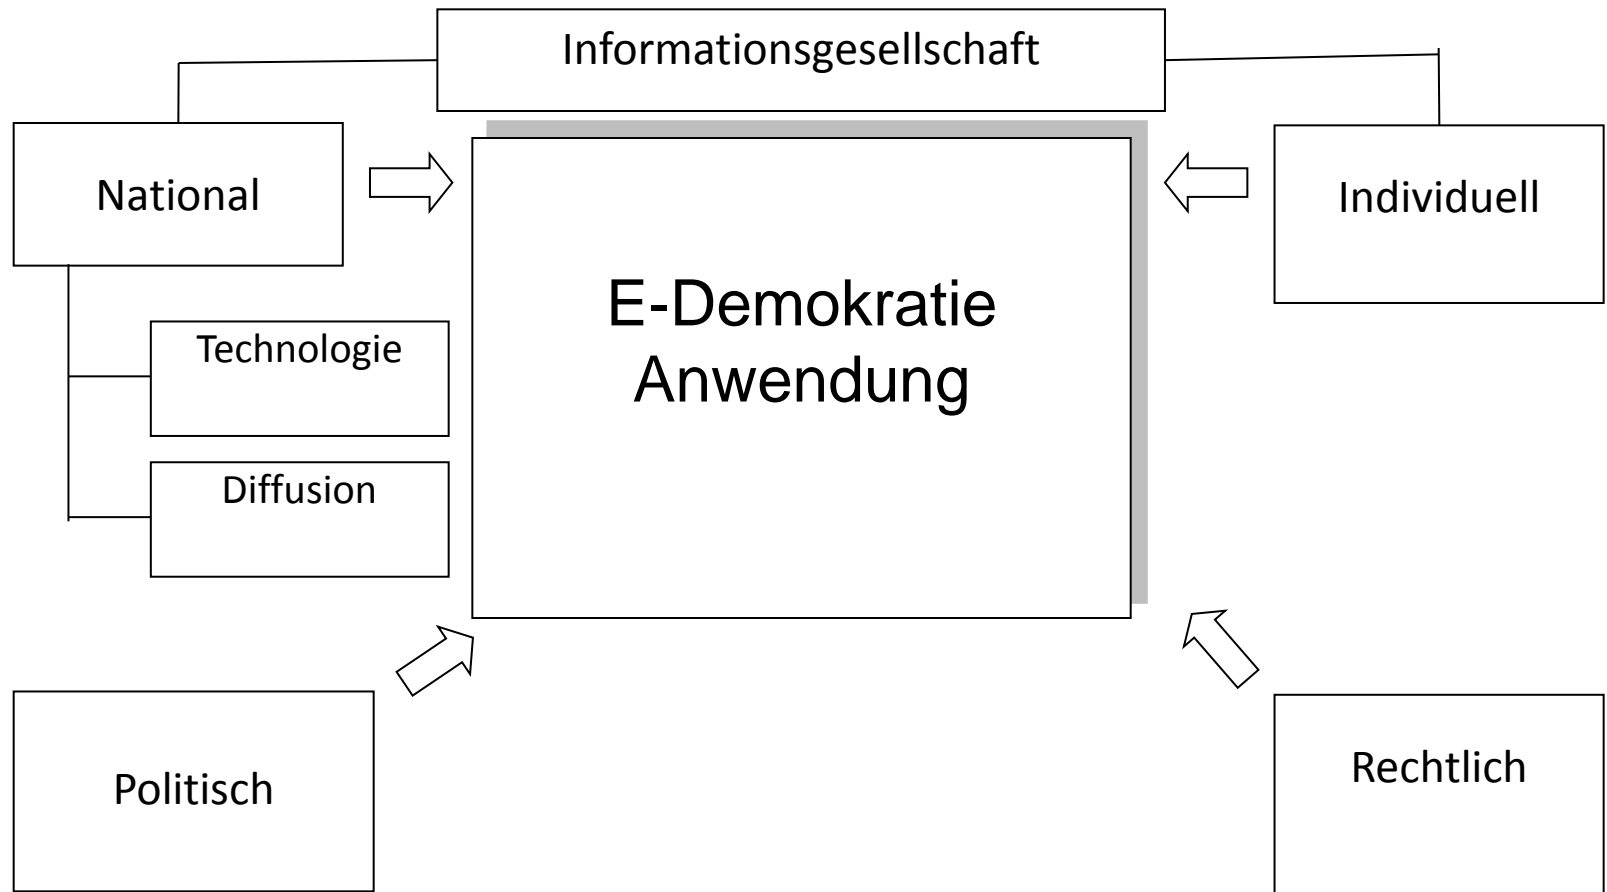 Informationsgesellschaft
National
Individuell
E-Demokratie
Anwendung
Technologie
Diffusion
Politisch
Rechtlich